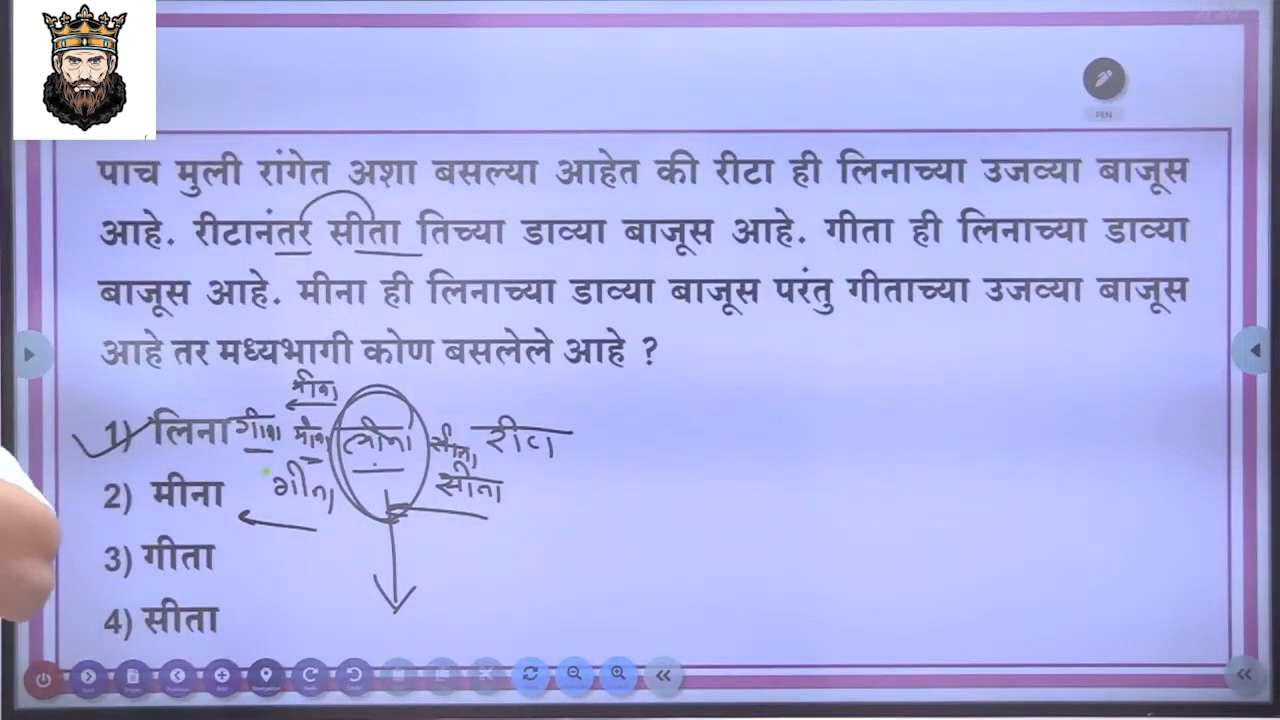 PEN
पाच मुली रांगेत अशा बसल्या आहेत की रीटा ही लिनाच्या उजव्या बाजूस
आहे. रीटानंतर सीता तिच्या डाव्या बाजूस आहे. गीता ही लिनाच्या डाव्या
बाजूस आहे. मीना ही लिनाच्या डाव्या बाजूस परंतु गीताच्या उजव्या बाजूस
आहे तर मध्यभागी कोण बसलेले आहे ?
1) लिना गीता मीना लीना सीता रीटा
गीता सीता
2) मीना
3) गीता
4) सीता